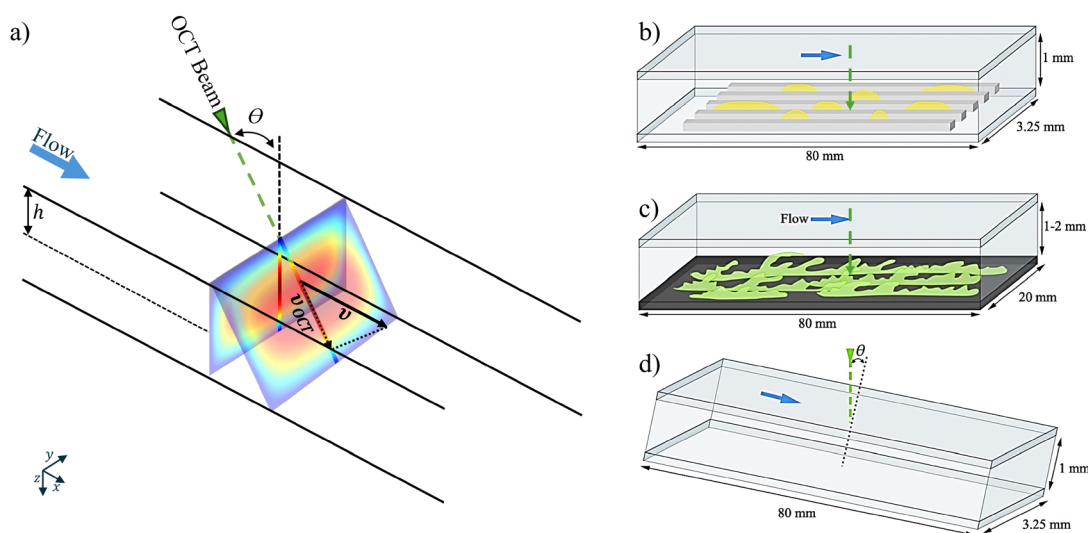 a)
OCT Beam
θ
Flow
h
υ
υ OCT
y
z
x
b)
1 mm
3.25 mm
80 mm
c)
Flow
1-2 mm
20 mm
80 mm
d)
θ
1 mm
80 mm
3.25 mm